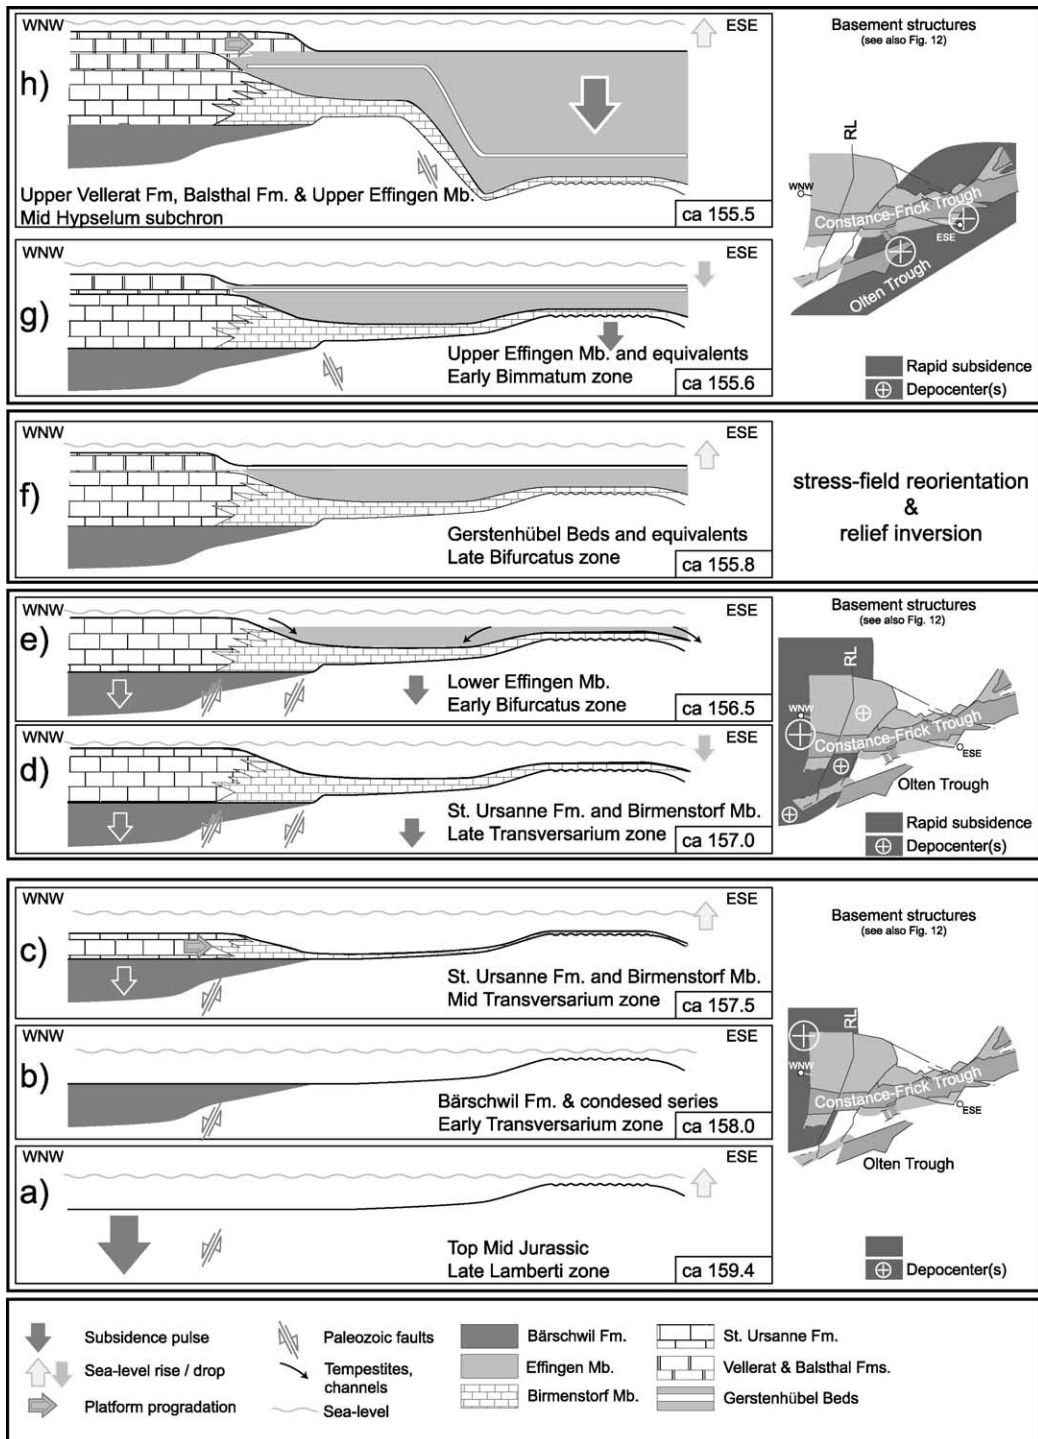 WNW
ESE
h)
Upper Vellerat Fm, Balsthal Fm. & Upper Effingen Mb.
Mid Hypselum subchron
ca 155.5
Basement structures
(see also Fig. 12)
RL
WNW
Constance-Frick Trough
ESE
Olten Trough
WNW
ESE
g)
Upper Effingen Mb. and equivalents
Early Bimmatum zone
ca 155.6
Rapid subsidence
Depocenter(s)
WNW
ESE
f)
Gerstenhübel Beds and equivalents
Late Bifurcatus zone
ca 155.8
stress-field reorientation
&
relief inversion
WNW
ESE
e)
Lower Effingen Mb.
Early Bifurcatus zone
ca 156.5
Basement structures
(see also Fig. 12)
RL
WNW
Constance-Frick Trough
ESE
Olten Trough
WNW
ESE
d)
St. Ursanne Fm. and Birmenstorf Mb.
Late Transversarium zone
ca 157.0
Rapid subsidence
Depocenter(s)
WNW
ESE
c)
St. Ursanne Fm. and Birmenstorf Mb.
Mid Transversarium zone
ca 157.5
Basement structures
(see also Fig. 12)
RL
WNW
Constance-Frick Trough
ESE
Olten Trough
ESE
b)
Bärschwil Fm. & condesed series
Early Transversarium zone
ca 158.0
WNW
ESE
a)
Top Mid Jurassic
Late Lamberti zone
ca 159.4
Depocenter(s)
Subsidence pulse
Sea-level rise / drop
Platform progradation
Paleozoic faults
Tempestites,
channels
Sea-level
Bärschwil Fm.
Effingen Mb.
Birmenstorf Mb.
St. Ursanne Fm.
Vellerat & Balsthal Fms.
Gerstenhübel Beds